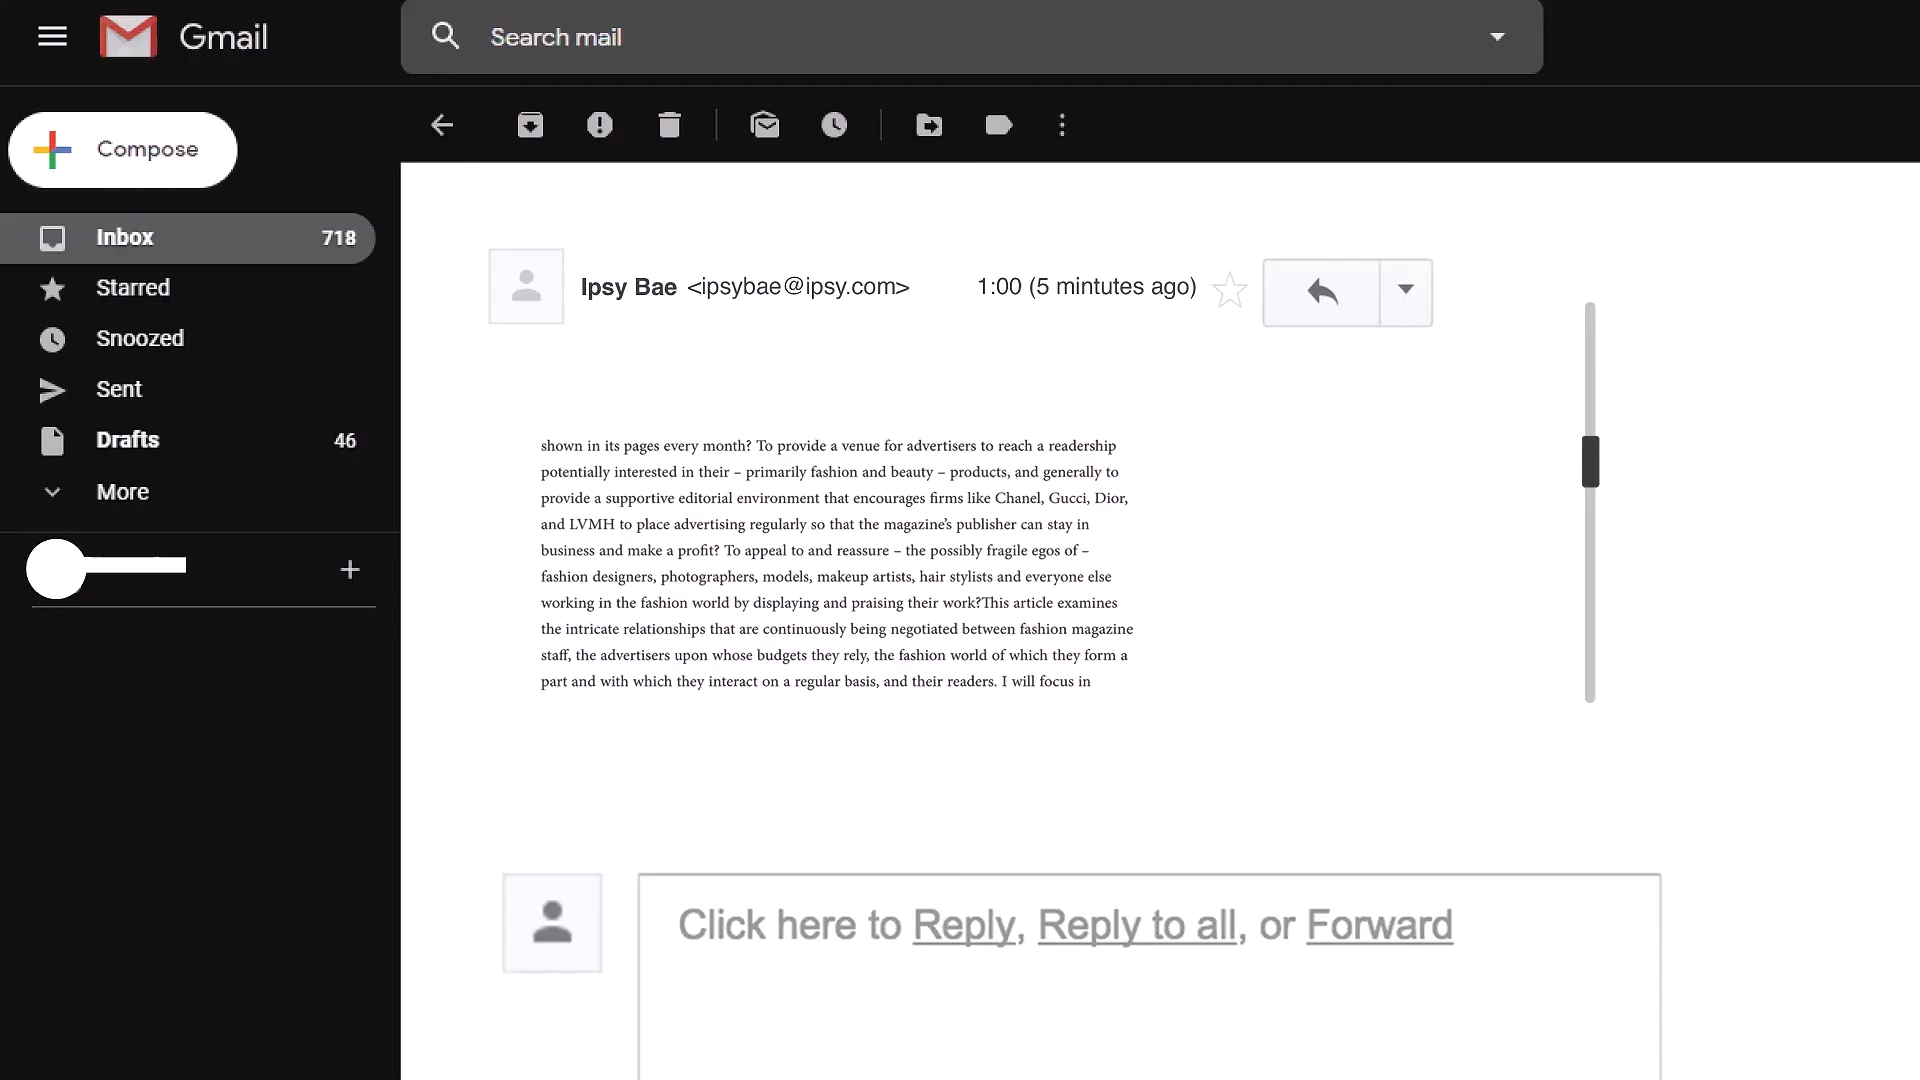 Gmail
Search mail
Compose
Inbox 718
Starred
Snoozed
Sent
Drafts 46
More
Ipsy Bae <ipsybae@ipsy.com> 1:00 (5 mintutes ago)
shown in its pages every month? To provide a venue for advertisers to reach a readership
potentially interested in their – primarily fashion and beauty – products, and generally to
provide a supportive editorial environment that encourages firms like Chanel, Gucci, Dior,
and LVMH to place advertising regularly so that the magazine’s publisher can stay in
business and make a profit? To appeal to and reassure – the possibly fragile egos of –
fashion designers, photographers, models, makeup artists, hair stylists and everyone else
working in the fashion world by displaying and praising their work?This article examines
the intricate relationships that are continuously being negotiated between fashion magazine
staff, the advertisers upon whose budgets they rely, the fashion world of which they form a
part and with which they interact on a regular basis, and their readers. I will focus in
Click here to Reply, Reply to all, or Forward